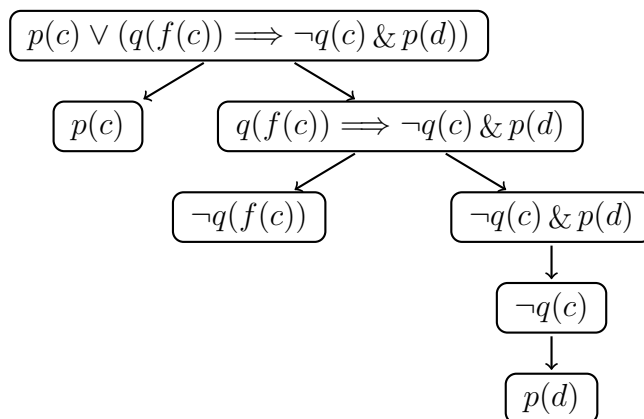 p(c) ∨ (q(f(c)) ⟹ ¬q(c) & p(d))
p(c)
q(f(c)) ⟹ ¬q(c) & p(d)
¬q(f(c))
¬q(c) & p(d)
¬q(c)
p(d)